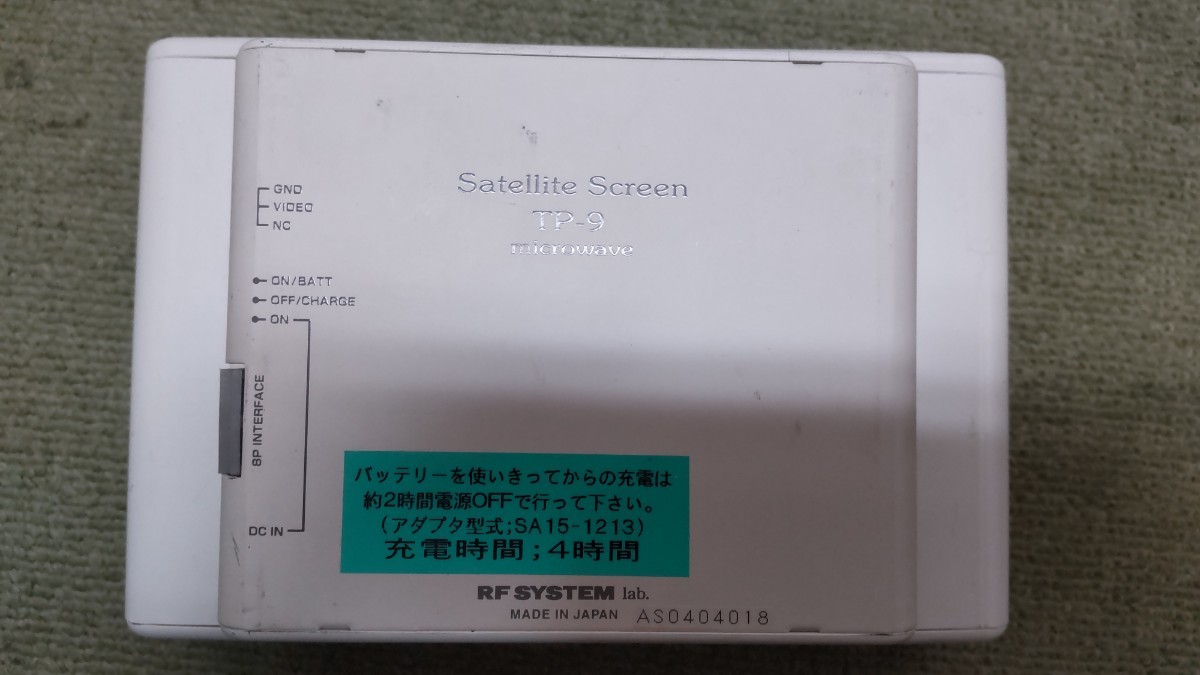 Satellite Screen
TP-9
microwave
GND
VIDEO
NC
ON/BATT
OFF/CHARGE
ON
8P INTERFACE
DC IN
バッテリーを使いきってからの充電は
約2時間電源OFFで行って下さい。
(アダプタ型式;SA15-1213)
充電時間;4時間
RF SYSTEM lab.
MADE IN JAPAN AS0404018